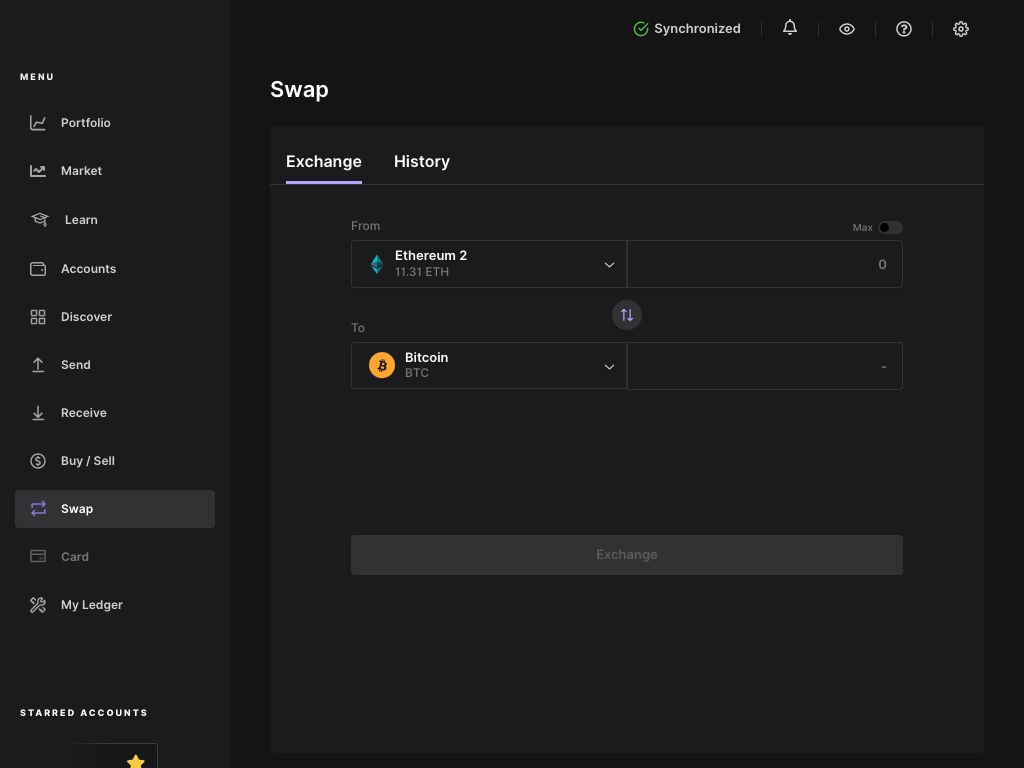 Synchronized
MENU
Portfolio
Market
Learn
Accounts
Discover
Send
Receive
Buy / Sell
Swap
Card
My Ledger
STARRED ACCOUNTS
Swap
Exchange History
From Max
Ethereum 2
11.31 ETH
0
To
Bitcoin
BTC
-
Exchange